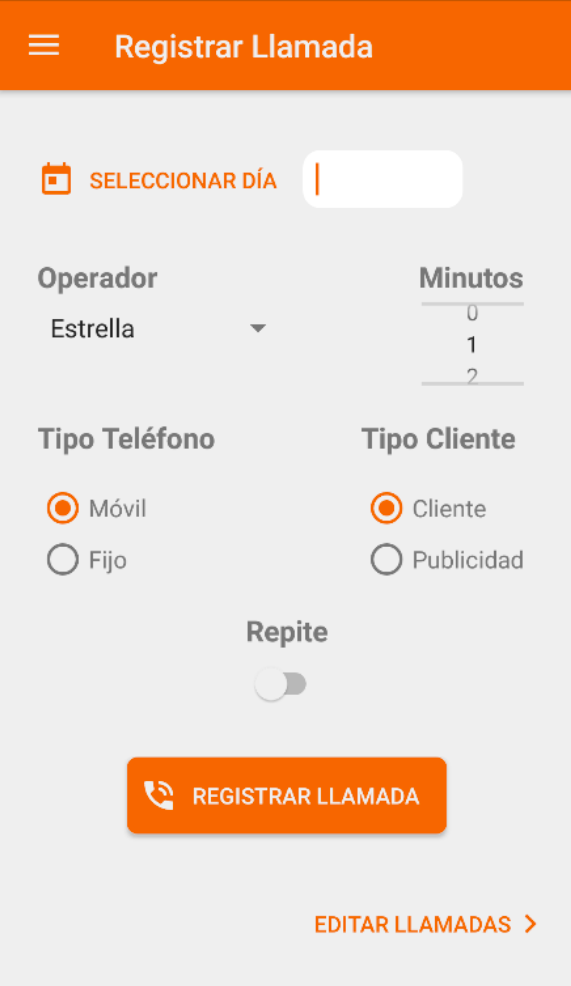 Registrar Llamada
SELECCIONAR DÍA
Operador
Minutos
Estrella
0
1
2
Tipo Teléfono
Tipo Cliente
Móvil
Cliente
Fijo
Publicidad
Repite
REGISTRAR LLAMADA
EDITAR LLAMADAS